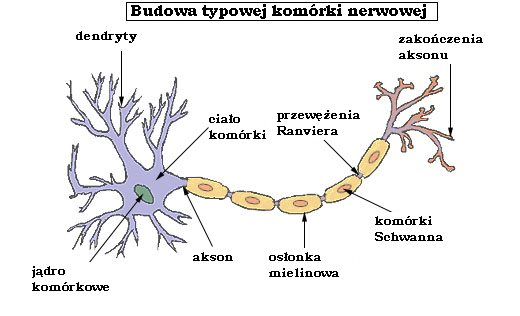 Budowa typowej komórki nerwowej
dendryty
zakończenia
aksonu
ciało
komórki
przewężenia
Ranviera
komórki
Schwanna
akson
osłonka
mielinowa
jądro
komórkowe